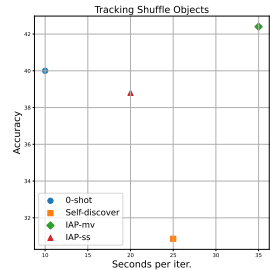 Tracking Shuffle Objects
Accuracy
42
40
38
36
34
32
0-shot
Self-discover
IAP-mv
IAP-ss
10 15 20 25 30 35
Seconds per iter.